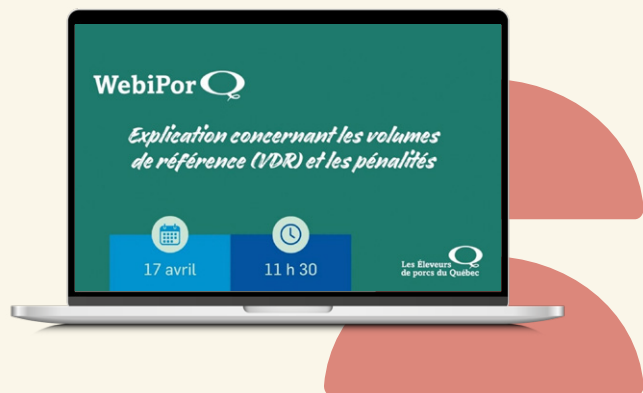 WebiPorQ
Explication concernant les volumes
de référence (VDR) et les pénalités
17 avril
11 h 30
Les Éleveurs
de porcs du Québec